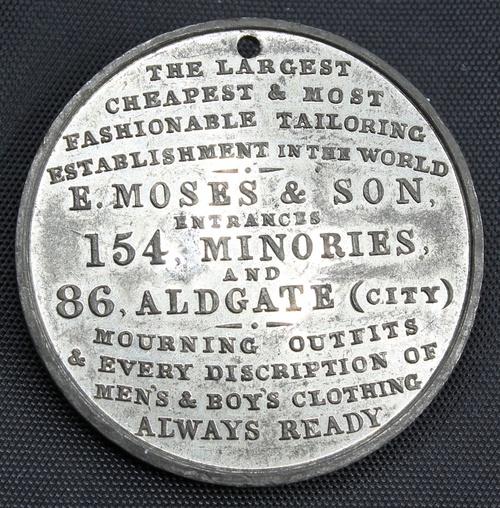 THE LARGEST
CHEAPEST & MOST
FASHIONABLE TAILORING
ESTABLISHMENT IN THE WORLD
E. MOSES & SON,
ENTRANCES
154, MINORIES,
AND
86, ALDGATE (CITY)
MOURNING OUTFITS
& EVERY DISCRIPTION OF
MEN'S & BOY'S CLOTHING
ALWAYS READY